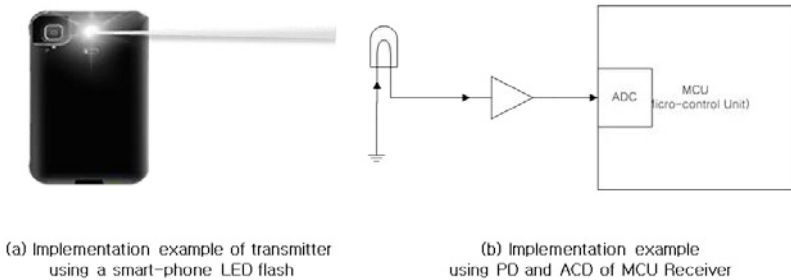 ADC
MCU
icro-control Unit)
(a) Implementation example of transmitter
using a smart-phone LED flash
(b) Implementation example
using PD and ACD of MCU Receiver